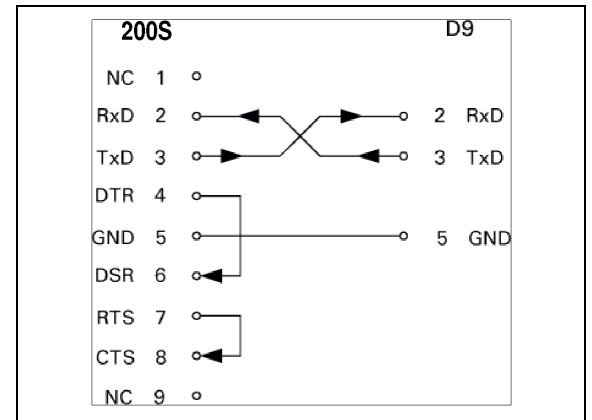 200S D9
NC 1
RxD 2 2 RxD
TxD 3 3 TxD
DTR 4
GND 5 5 GND
DSR 6
RTS 7
CTS 8
NC 9